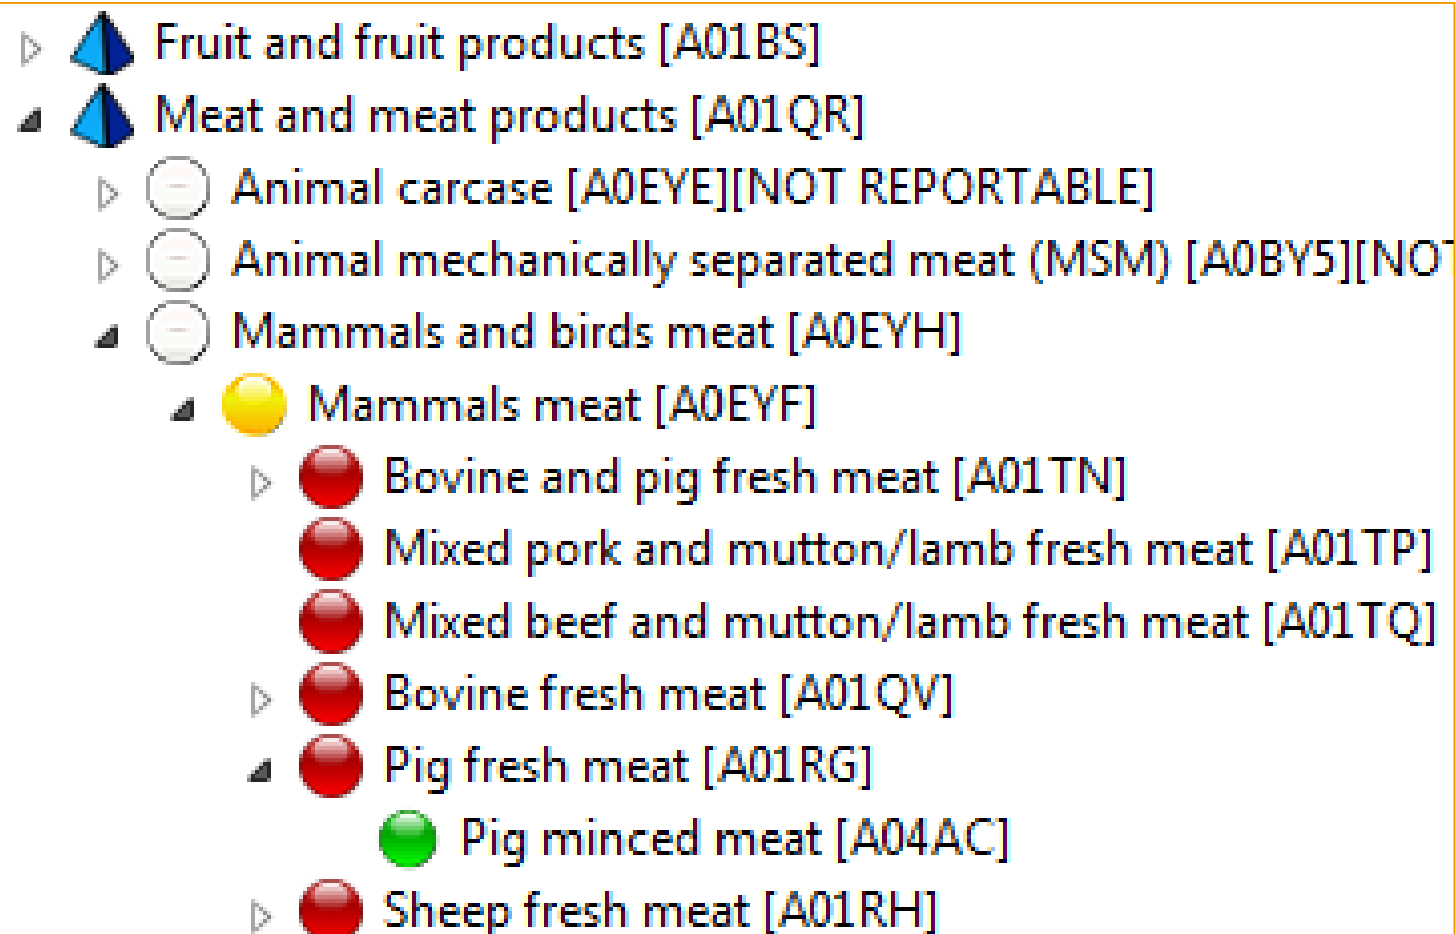 Fruit and fruit products [A01BS]
Meat and meat products [A01QR]
Animal carcase [A0EYE][NOT REPORTABLE]
Animal mechanically separated meat (MSM) [A0BY5][NOT
Mammals and birds meat [A0EYH]
Mammals meat [A0EYF]
Bovine and pig fresh meat [A01TN]
Mixed pork and mutton/lamb fresh meat [A01TP]
Mixed beef and mutton/lamb fresh meat [A01TQ]
Bovine fresh meat [A01QV]
Pig fresh meat [A01RG]
Pig minced meat [A04AC]
Sheep fresh meat [A01RH]